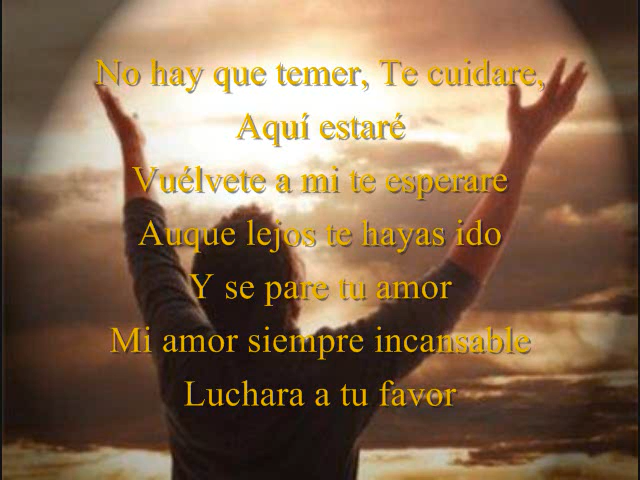 No hay que temer, Te cuidare,
Aquí estaré
Vuélvete a mi te esperare
Auque lejos te hayas ido
Y se pare tu amor
Mi amor siempre incansable
Luchara a tu favor